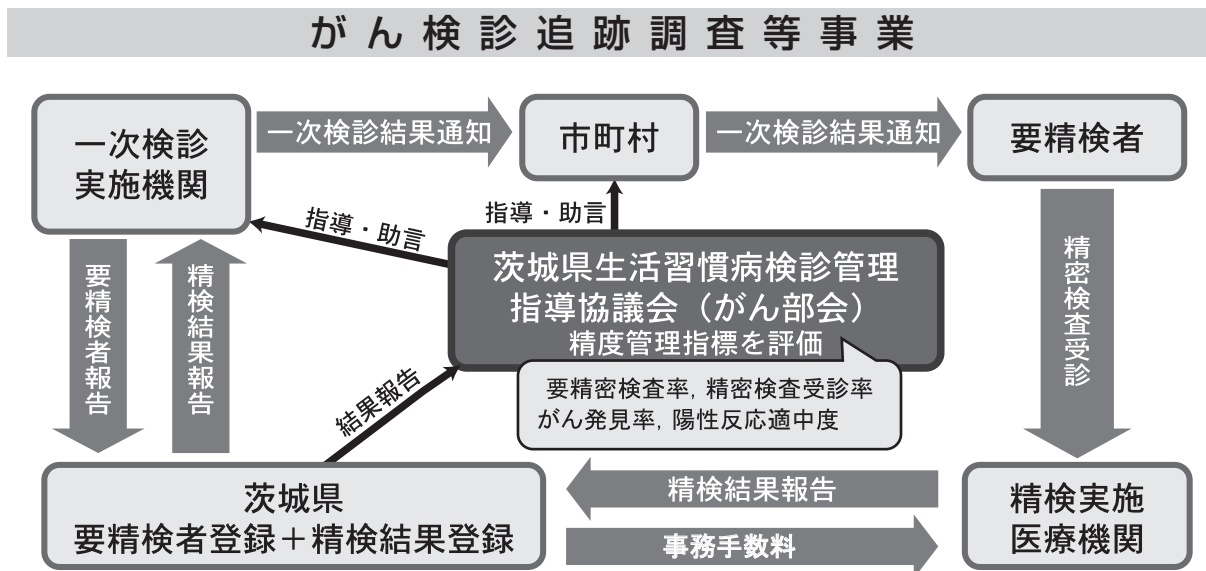 がん検診追跡調査等事業
一次検診
実施機関
一次検診結果通知
市町村
一次検診結果通知
要精検者
指導・助言
指導・助言
要精検者報告
精検結果報告
茨城県生活習慣病検診管理
指導協議会（がん部会）
精度管理指標を評価
要精密検査率，精密検査受診率
がん発見率，陽性反応適中度
精密検査受診
結果報告
茨城県
要精検者登録＋精検結果登録
精検結果報告
事務手数料
精検実施
医療機関